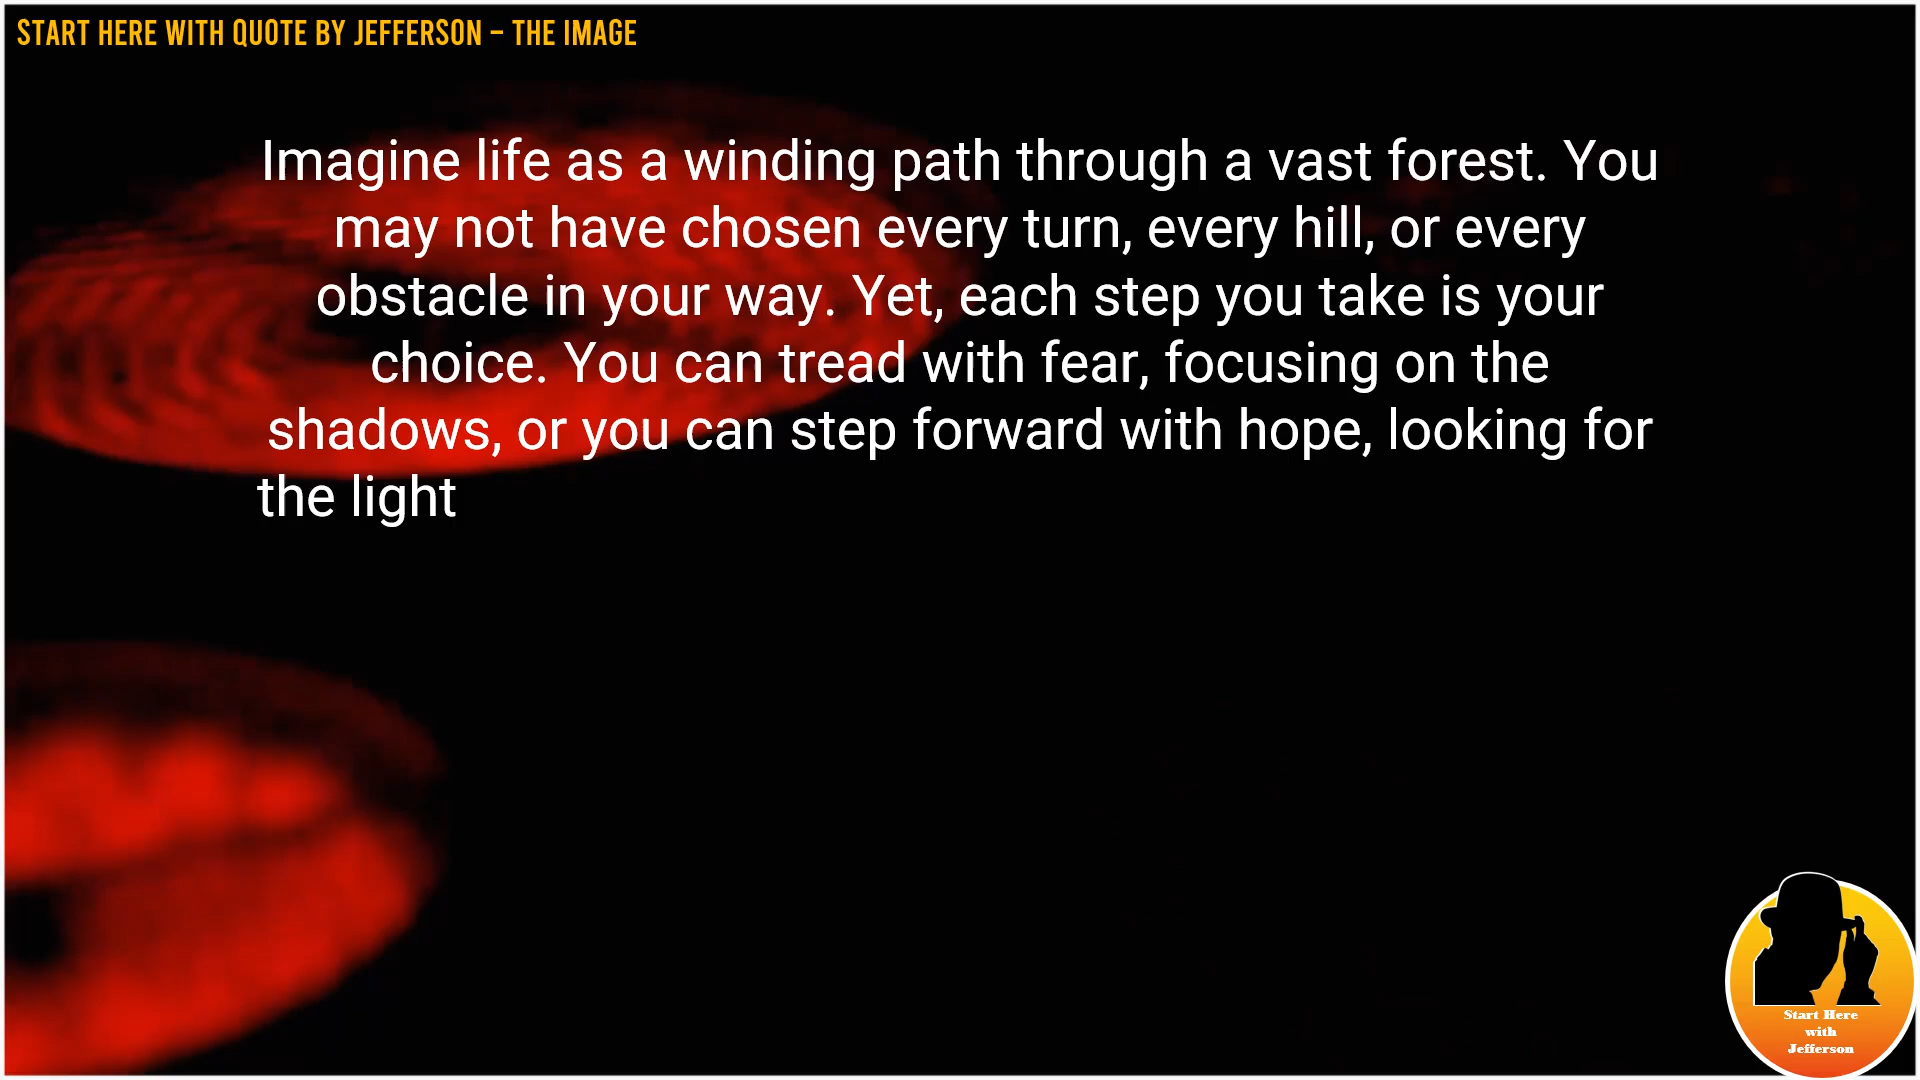 START HERE WITH QUOTE BY JEFFERSON – THE IMAGE
Imagine life as a winding path through a vast forest. You
may not have chosen every turn, every hill, or every
obstacle in your way. Yet, each step you take is your
choice. You can tread with fear, focusing on the
shadows, or you can step forward with hope, looking for
the light
Start Here
with
Jefferson